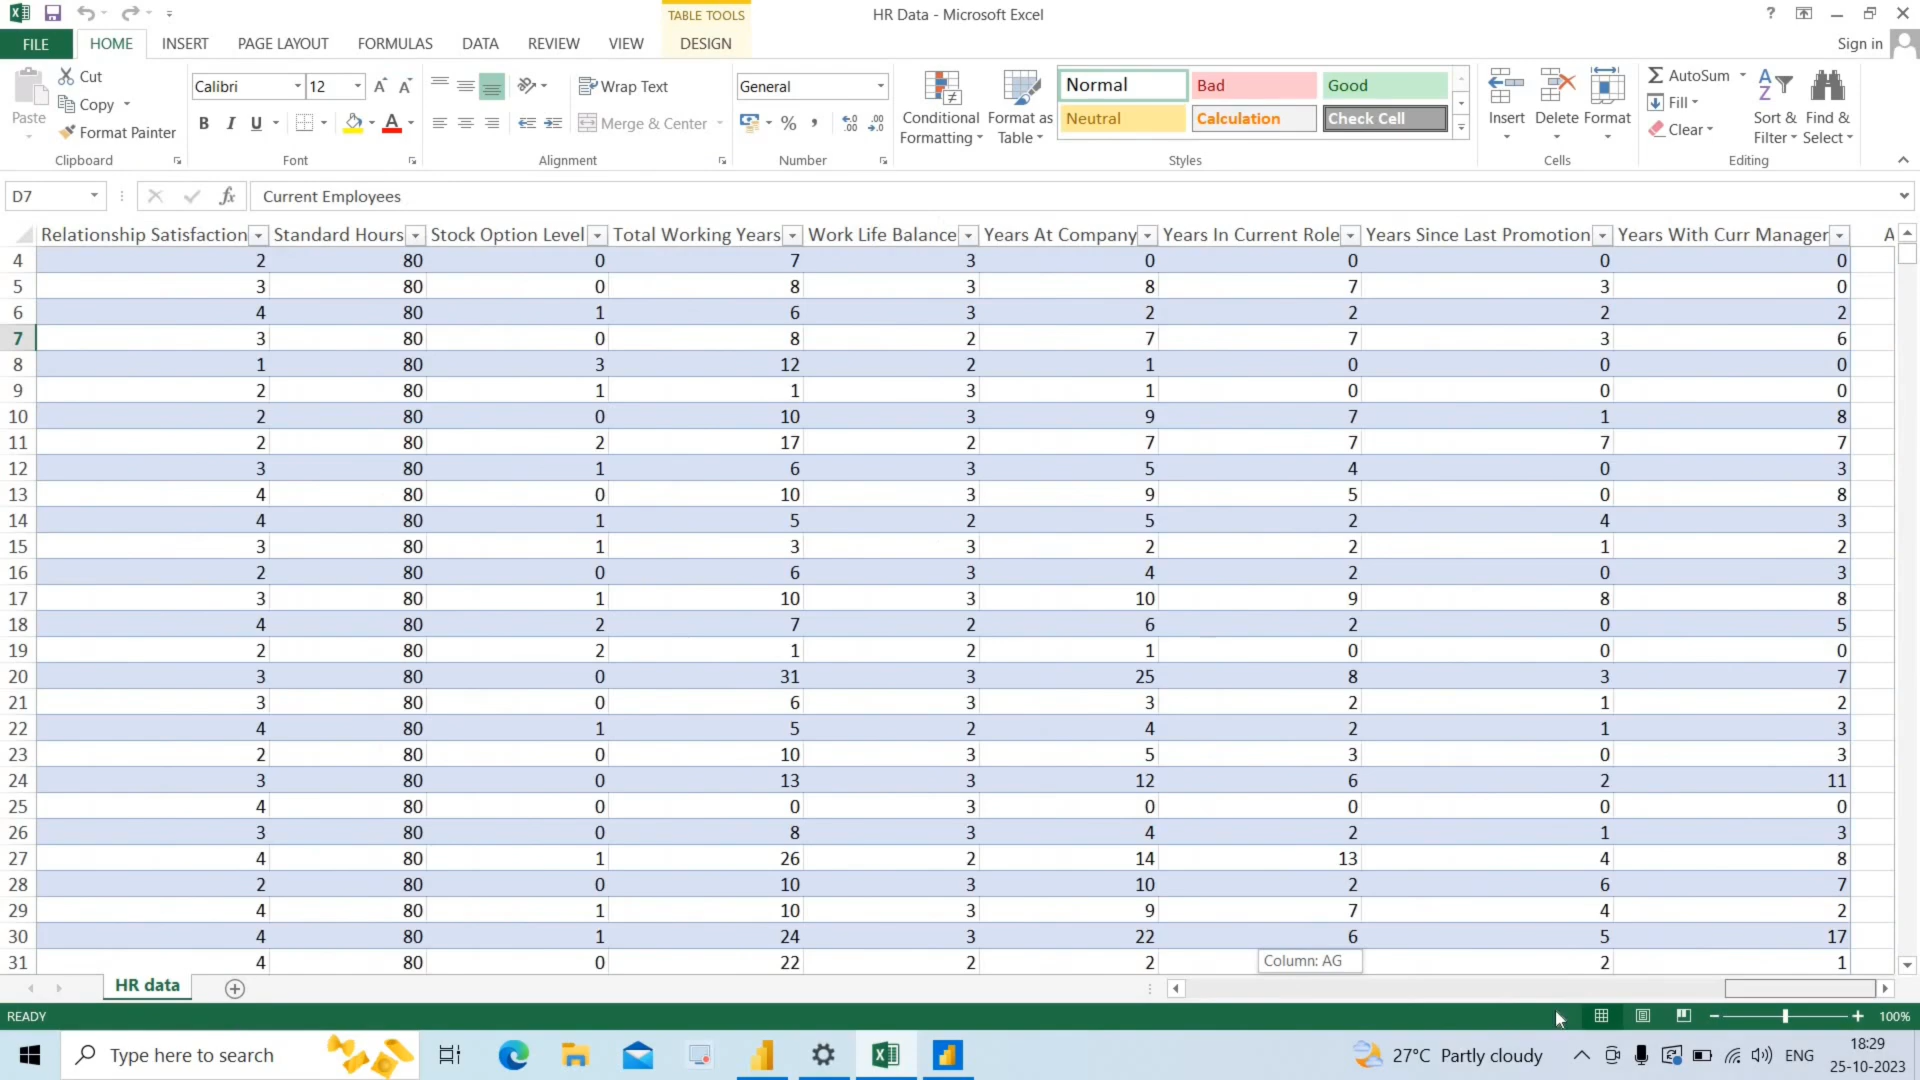 TABLE TOOLS
HR Data - Microsoft Excel
?
FILE HOME INSERT PAGE LAYOUT FORMULAS DATA REVIEW VIEW DESIGN
Sign in
Paste
Cut
Copy
Format Painter
Clipboard
Calibri 12
B I U
Font
Wrap Text
Merge & Center
Alignment
General
Number
Conditional Formatting
Format as Table
Normal Bad Good
Neutral Calculation Check Cell
Styles
Insert Delete Format
Cells
AutoSum
Fill
Clear
Sort & Filter
Find & Select
Editing
D7 Current Employees
Relationship Satisfaction Standard Hours Stock Option Level Total Working Years Work Life Balance Years At Company Years In Current Role Years Since Last Promotion Years With Curr Manager A
4 2 80 0 7 3 0 0 0 0
5 3 80 0 8 3 8 7 3 0
6 4 80 1 6 3 2 2 2 2
7 3 80 0 8 2 7 7 3 6
8 1 80 3 12 2 1 0 0 0
9 2 80 1 1 3 1 0 0 0
10 2 80 0 10 3 9 7 1 8
11 2 80 2 17 2 7 7 7 7
12 3 80 1 6 3 5 4 0 3
13 4 80 0 10 3 9 5 0 8
14 4 80 1 5 2 5 2 4 3
15 3 80 1 3 3 2 2 1 2
16 2 80 0 6 3 4 2 0 3
17 3 80 1 10 3 10 9 8 8
18 4 80 2 7 2 6 2 0 5
19 2 80 2 1 2 1 0 0 0
20 3 80 0 31 3 25 8 3 7
21 3 80 0 6 3 3 2 1 2
22 4 80 1 5 2 4 2 1 3
23 2 80 0 10 3 5 3 0 3
24 3 80 0 13 3 12 6 2 11
25 4 80 0 0 3 0 0 0 0
26 3 80 0 8 3 4 2 1 3
27 4 80 1 26 2 14 13 4 8
28 2 80 0 10 3 10 2 6 7
29 4 80 1 10 3 9 7 4 2
30 4 80 1 24 3 22 6 5 17
31 4 80 0 22 2 2 2 1
Column: AG
HR data
READY
100%
Type here to search
27°C Partly cloudy
ENG
18:29
25-10-2023